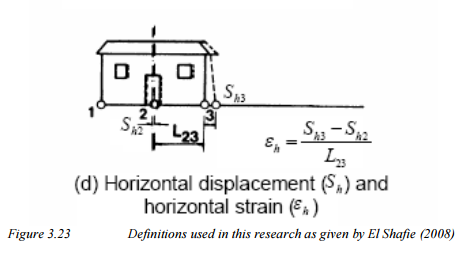 S_h3
1 2 3
S_h2 L_23
ε_h = (S_h3 − S_h2) / L_23
(d) Horizontal displacement (S_h) and
horizontal strain (ε_h)
Figure 3.23 Definitions used in this research as given by El Shafie (2008)